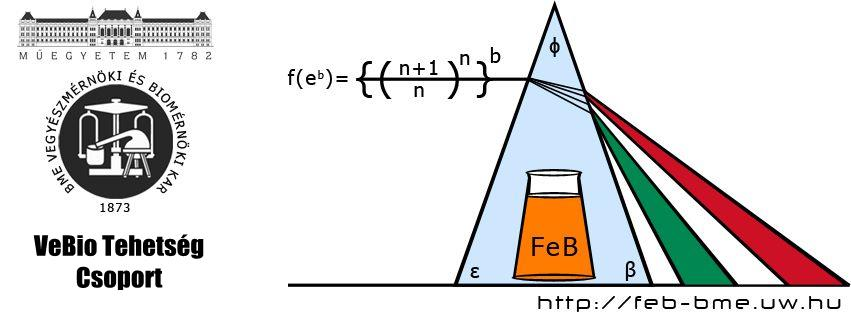 MŰEGYETEM 1782
BME VEGYÉSZMÉRNÖKI ÉS BIOMÉRNÖKI KAR
1873
VeBio Tehetség
Csoport
f(eᵇ)={(n+1/n)ⁿ}ᵇ
ϕ
FeB
ε
β
http://feb-bme.uw.hu